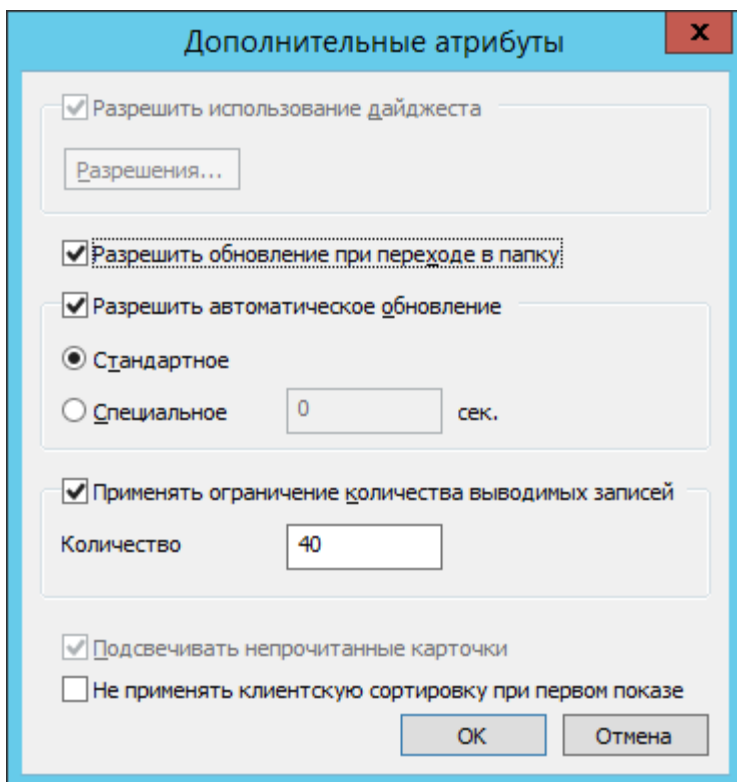 Дополнительные атрибуты
x
Разрешить использование дайджеста
Разрешения...
Разрешить обновление при переходе в папку
Разрешить автоматическое обновление
Стандартное
Специальное 0 сек.
Применять ограничение количества выводимых записей
Количество 40
Подсвечивать непрочитанные карточки
Не применять клиентскую сортировку при первом показе
OK Отмена